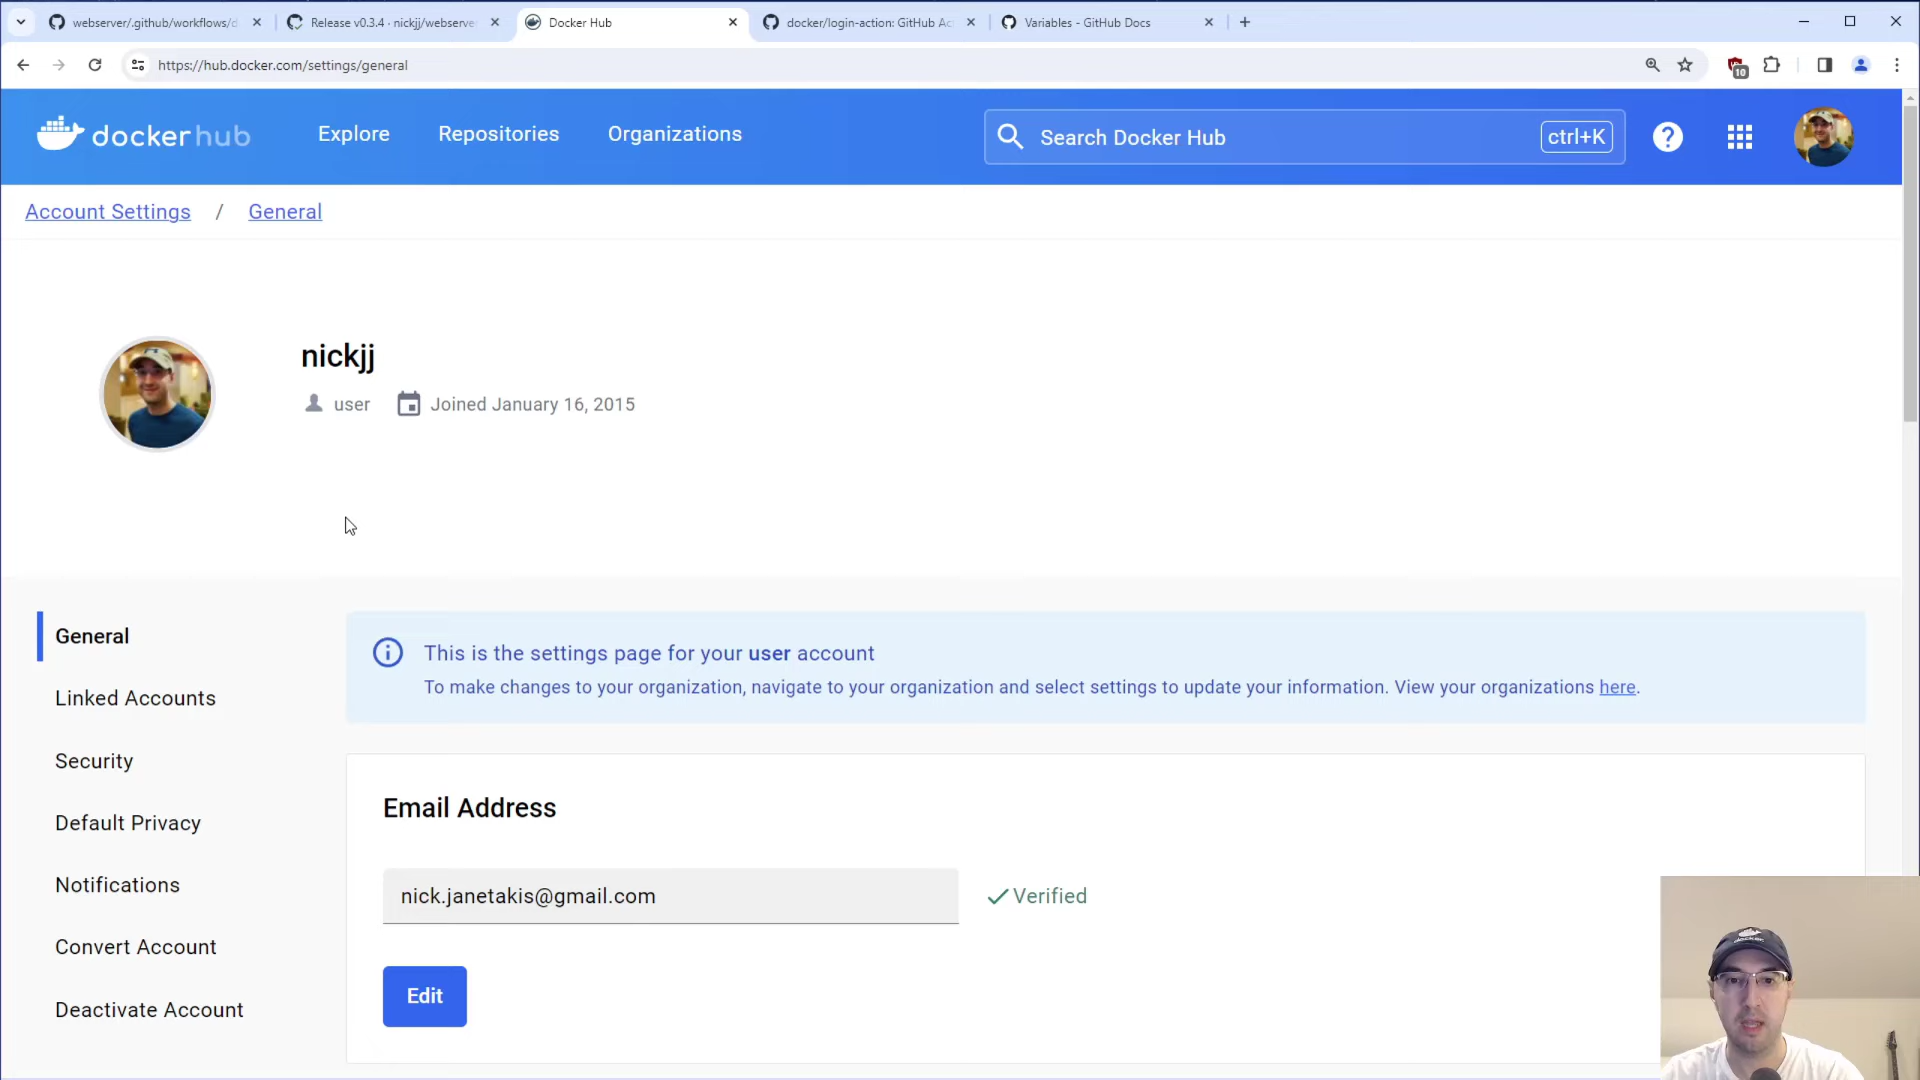 webserver/.github/workflows/d
Release v0.3.4 · nickjj/webserve
Docker Hub
docker/login-action: GitHub Ac
Variables - GitHub Docs
https://hub.docker.com/settings/general
10
docker hub
Explore
Repositories
Organizations
Search Docker Hub
ctrl+K
?
Account Settings / General
nickjj
user
Joined January 16, 2015
General
Linked Accounts
Security
Default Privacy
Notifications
Convert Account
Deactivate Account
This is the settings page for your user account
To make changes to your organization, navigate to your organization and select settings to update your information. View your organizations here.
Email Address
nick.janetakis@gmail.com
Verified
Edit
docker